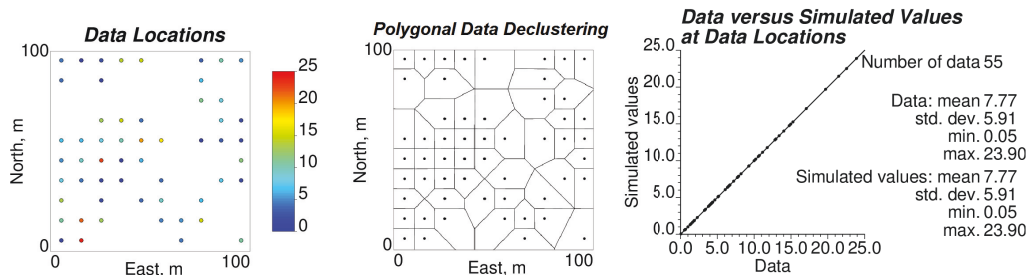 Data Locations
100
North, m
0
0.0
East, m
100
25
20
15
10
5
0
Polygonal Data Declustering
100
North, m
0
0.0
East, m
100
Data versus Simulated Values
at Data Locations
25.0
20.0
15.0
10.0
5.0
0.0
Simulated values
0.0
5.0
10.0
15.0
20.0
25.0
Data
Number of data 55
Data: mean 7.77
std. dev. 5.91
min. 0.05
max. 23.90
Simulated values: mean 7.77
std. dev. 5.91
min. 0.05
max. 23.90